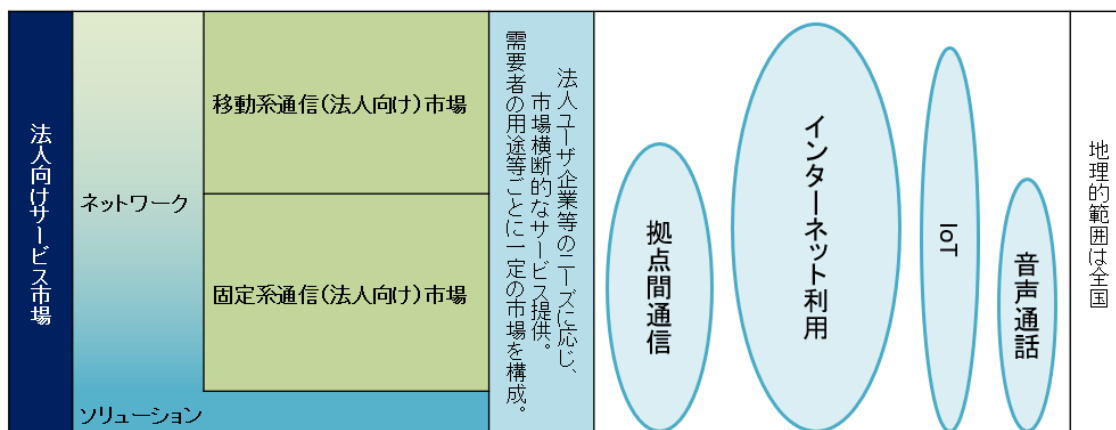 法人向けサービス市場
ネットワーク
ソリューション
移動系通信(法人向け)市場
固定系通信(法人向け)市場
法人ユーザ企業等のニーズに応じ、
市場横断的なサービス提供。
需要者の用途等ごとに一定の市場を構成。
拠点間通信
インターネット利用
IoT
音声通話
地理的範囲は全国